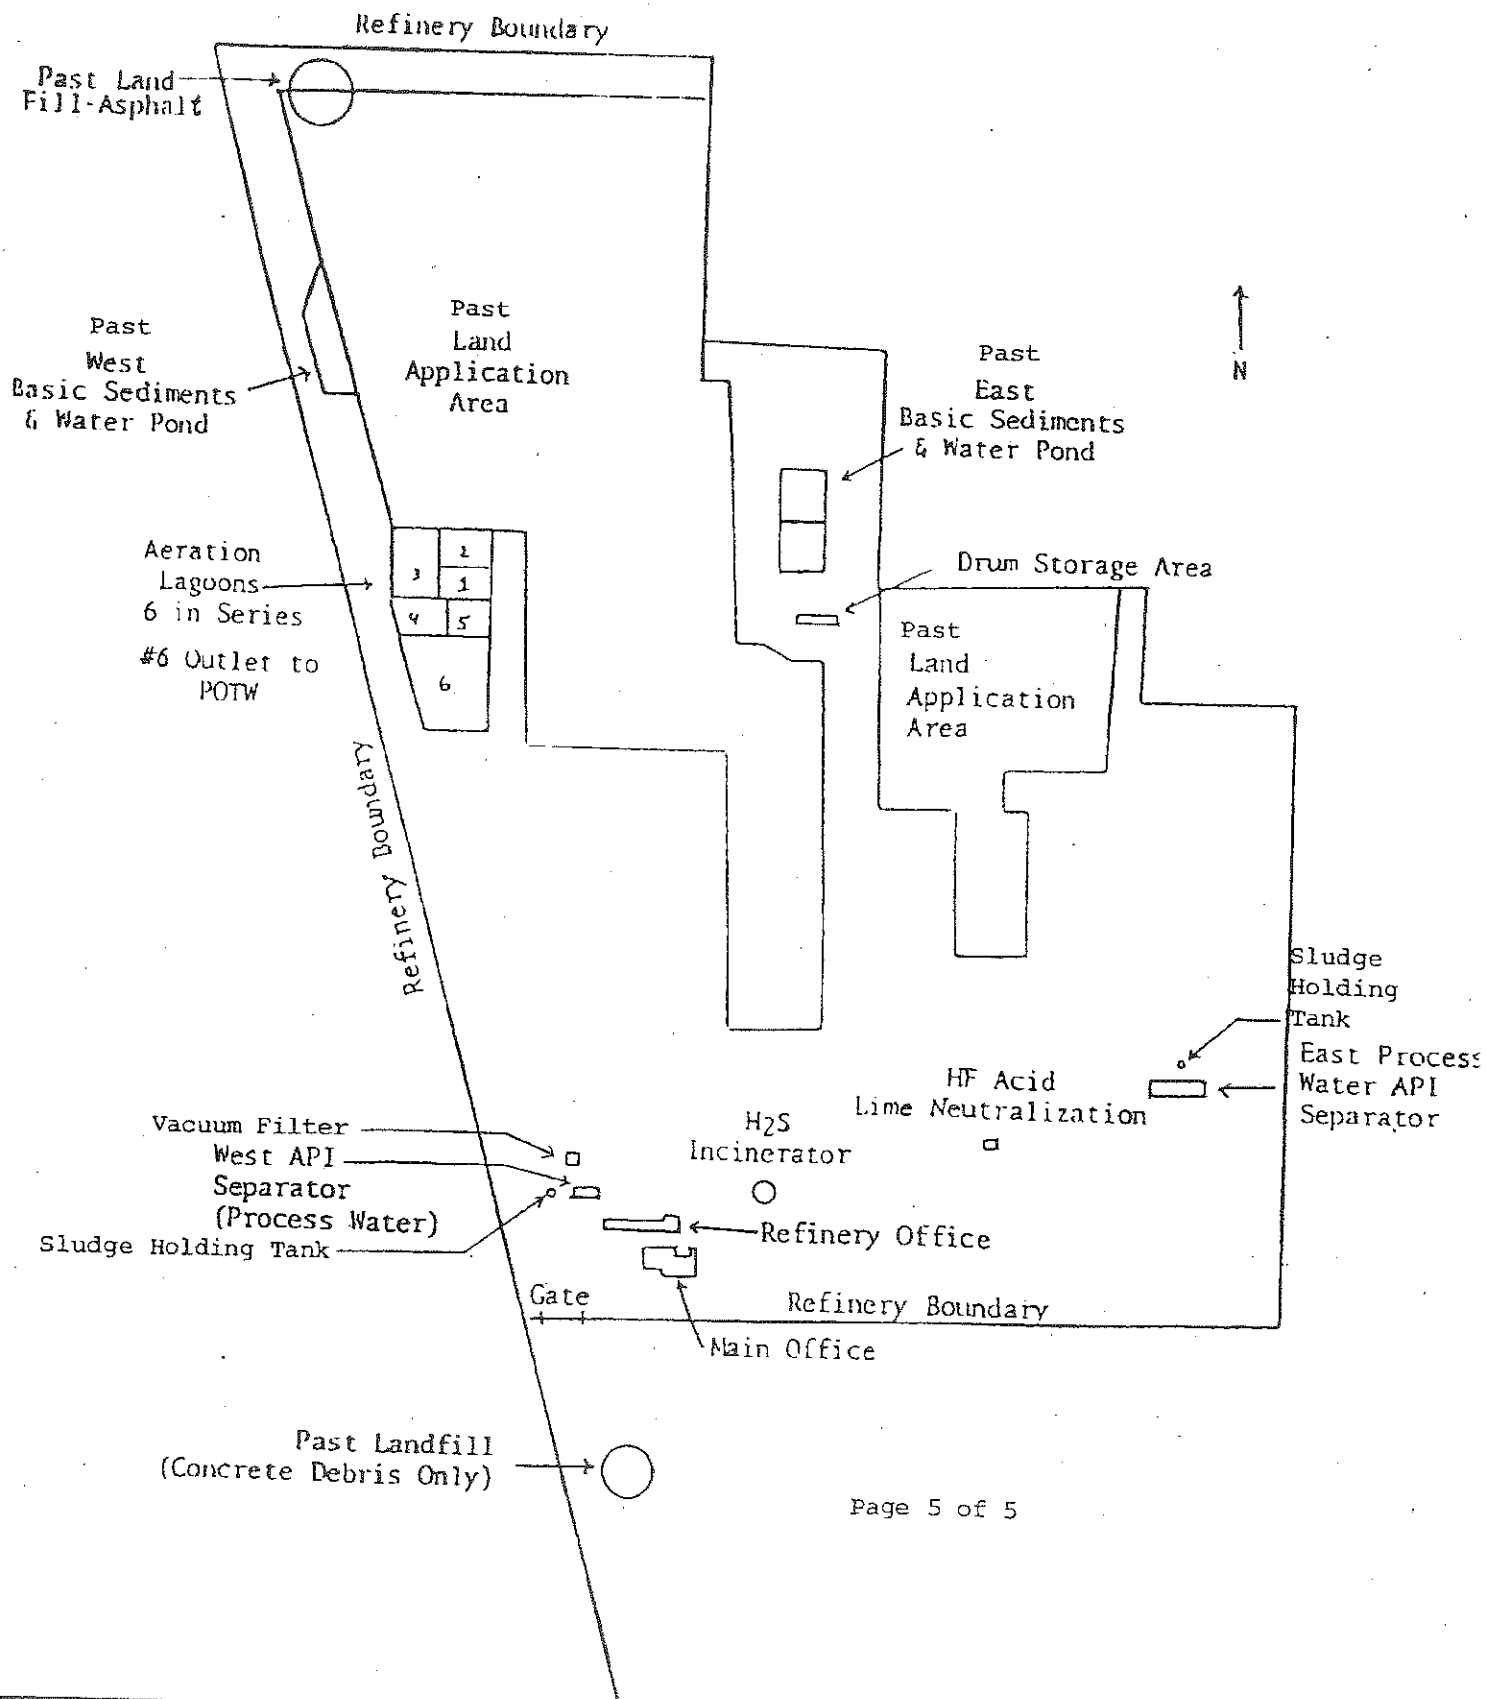 Refinery Boundary
Past Land
Fill-Asphalt
Past
West
Basic Sediments
& Water Pond
Past
Land
Application
Area
Past
East
Basic Sediments
& Water Pond
N
Aeration
Lagoons
6 in Series
#6 Outlet to
POTW
2
3
1
4
5
6
Drum Storage Area
Past
Land
Application
Area
Refinery Boundary
Sludge
Holding
Tank
East Process
Water API
Separator
HF Acid
Lime Neutralization
H2S
Incinerator
Vacuum Filter
West API
Separator
(Process Water)
Sludge Holding Tank
Refinery Office
Gate
Refinery Boundary
Main Office
Past Landfill
(Concrete Debris Only)
Page 5 of 5